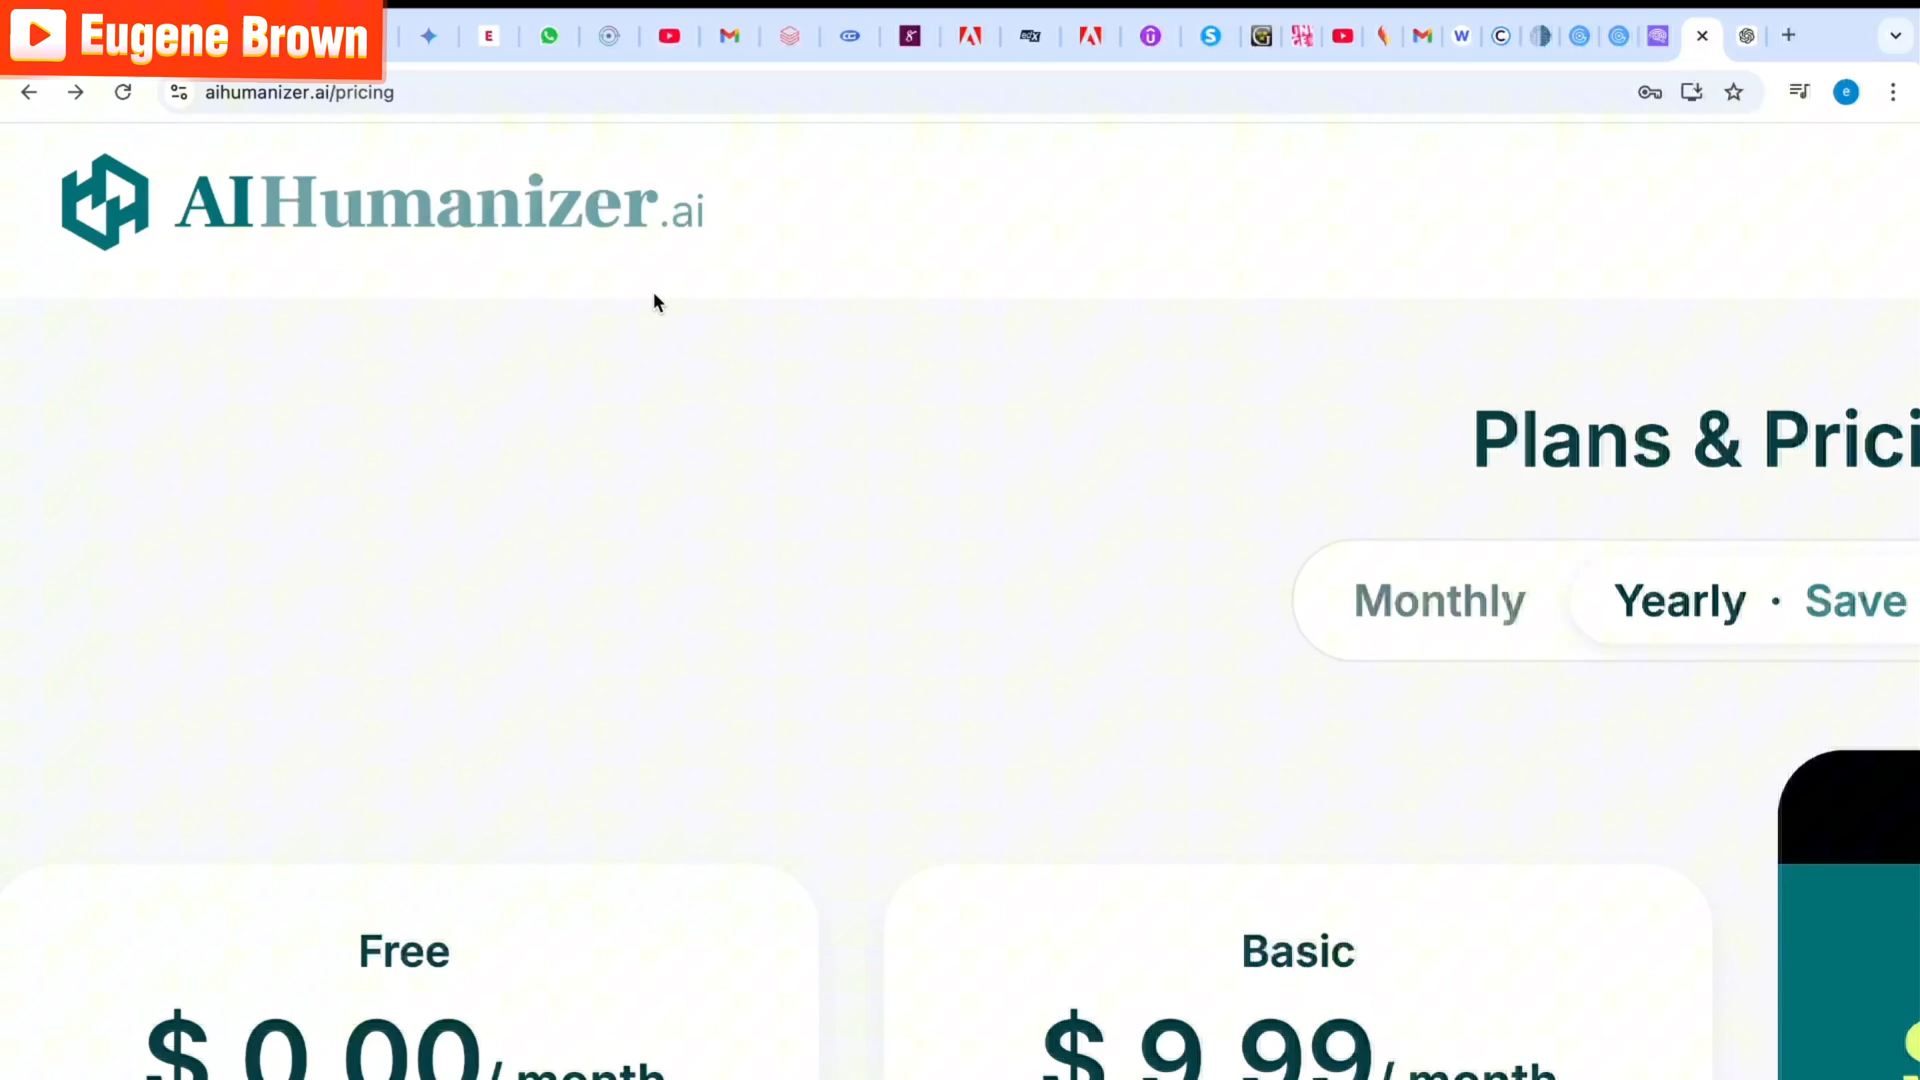 Eugene Brown
aihumanizer.ai/pricing
AIHumanizer.ai
Plans & Prici
Monthly
Yearly · Save
Free
Basic
$ 0.00 / month
$ 9.99 / month